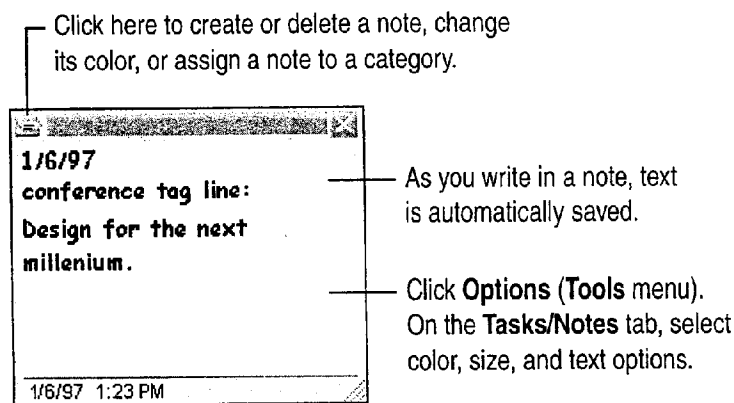 Click here to create or delete a note, change
its color, or assign a note to a category.
1/6/97
conference tag line:
Design for the next
millenium.
As you write in a note, text
is automatically saved.
Click Options (Tools menu).
On the Tasks/Notes tab, select
color, size, and text options.
1/6/97 1:23 PM